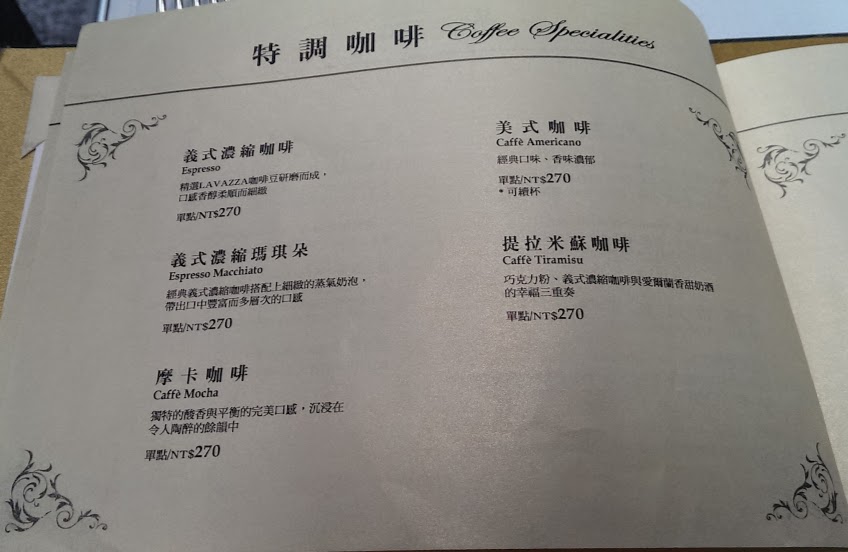 特調咖啡 Coffee Specialities
義式濃縮咖啡
Espresso
精選LAVAZZA咖啡豆研磨而成，
口感香醇柔順而細緻
單點/NT$270
義式濃縮瑪琪朵
Espresso Macchiato
經典義式濃縮咖啡搭配上細緻的蒸氣奶泡，
帶出口中豐富而多層次的口感
單點/NT$270
摩卡咖啡
Caffè Mocha
獨特的酸香與平衡的完美口感，沉浸在
令人陶醉的餘韻中
單點/NT$270
美式咖啡
Caffè Americano
經典口味、香味濃郁
單點/NT$270
* 可續杯
提拉米蘇咖啡
Caffè Tiramisu
巧克力粉、義式濃縮咖啡與愛爾蘭香甜奶酒
的幸福三重奏
單點/NT$270